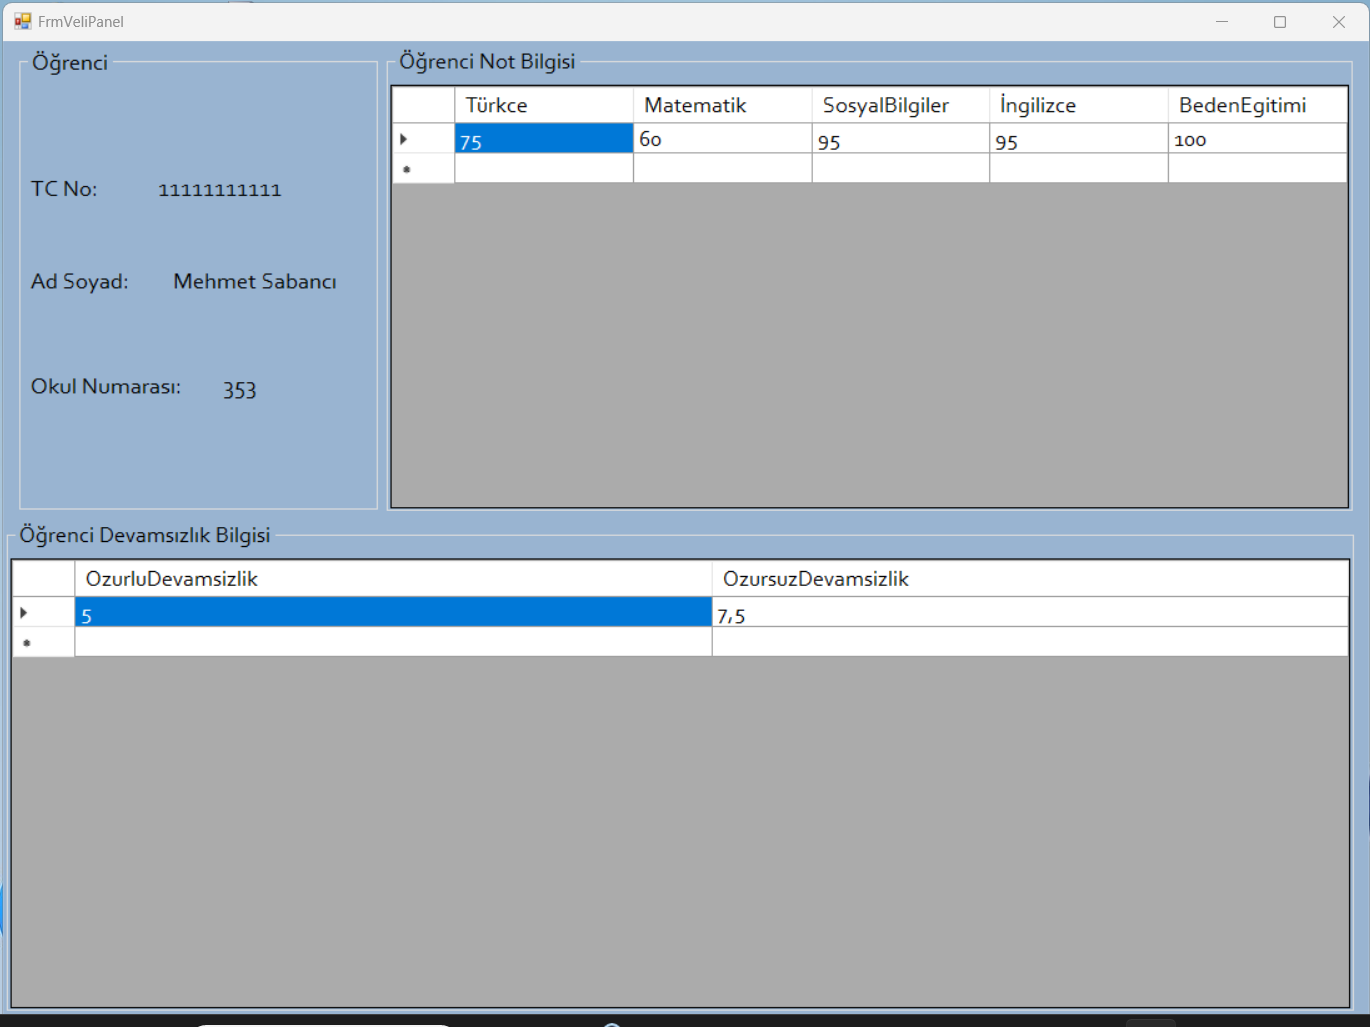 FrmVeliPanel
Öğrenci
TC No: 11111111111
Ad Soyad: Mehmet Sabancı
Okul Numarası: 353
Öğrenci Not Bilgisi
Türkce Matematik SosyalBilgiler İngilizce BedenEgitimi
75 60 95 95 100
Öğrenci Devamsızlık Bilgisi
OzurluDevamsizlik OzursuzDevamsizlik
5 7,5